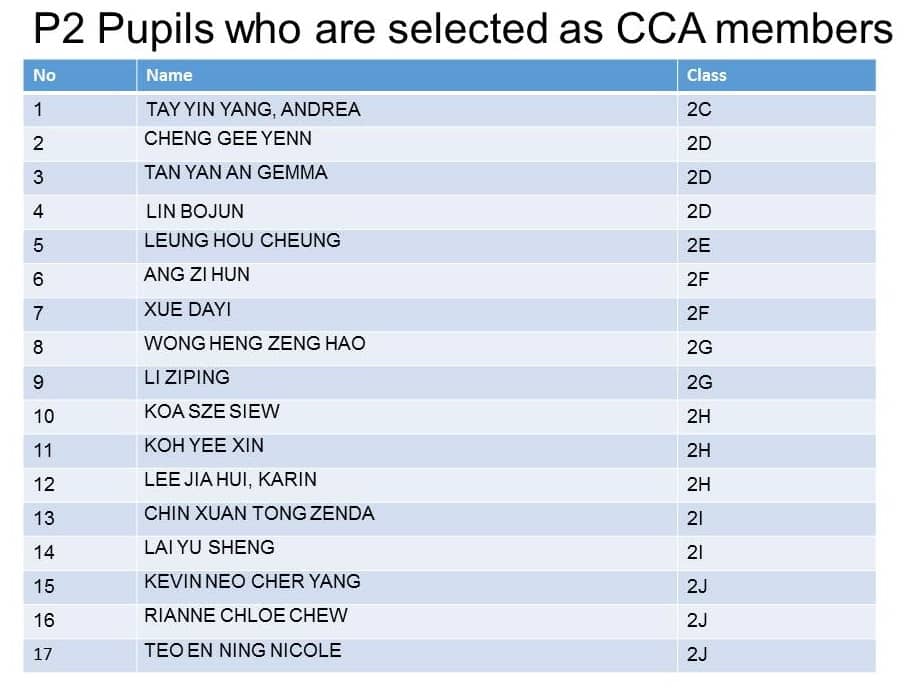 P2 Pupils who are selected as CCA members
No Name Class
1 TAY YIN YANG, ANDREA 2C
2 CHENG GEE YENN 2D
3 TAN YAN AN GEMMA 2D
4 LIN BOJUN 2D
5 LEUNG HOU CHEUNG 2E
6 ANG ZI HUN 2F
7 XUE DAYI 2F
8 WONG HENG ZENG HAO 2G
9 LI ZIPING 2G
10 KOA SZE SIEW 2H
11 KOH YEE XIN 2H
12 LEE JIA HUI, KARIN 2H
13 CHIN XUAN TONG ZENDA 2I
14 LAI YU SHENG 2I
15 KEVIN NEO CHER YANG 2J
16 RIANNE CHLOE CHEW 2J
17 TEO EN NING NICOLE 2J